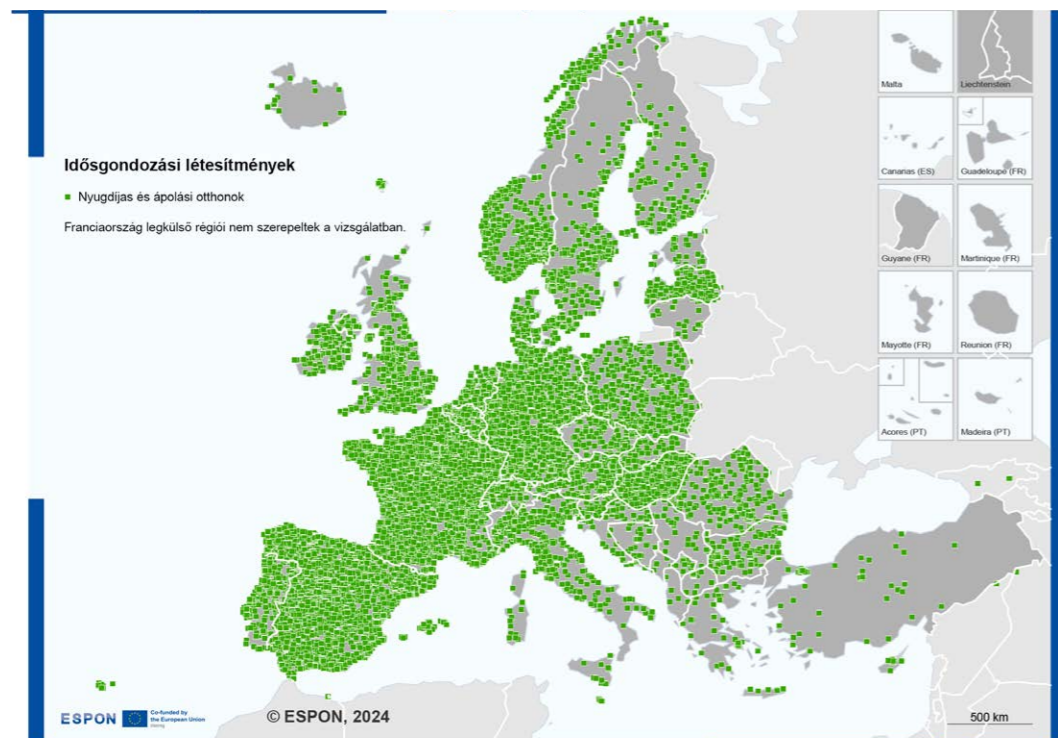 Idősgondozási létesítmények
Nyugdíjas és ápolási otthonok
Franciaország legkülső régiói nem szerepeltek a vizsgálatban.
Malta
Liechtenstein
Canarias (ES)
Guadeloupe (FR)
Guyane (FR)
Martinique (FR)
Mayotte (FR)
Reunion (FR)
Acores (PT)
Madeira (PT)
ESPON
Co-funded by
the European Union
© ESPON, 2024
500 km